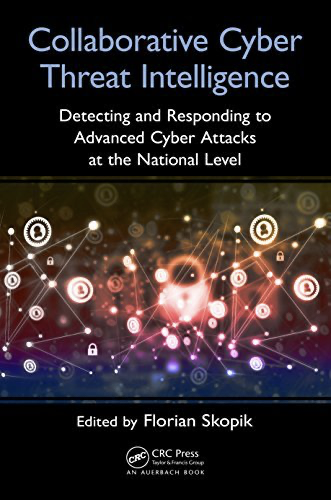 Collaborative Cyber
Threat Intelligence
Detecting and Responding to
Advanced Cyber Attacks
at the National Level
Edited by Florian Skopik
CRC
CRC Press
Taylor & Francis Group
AN AUERBACH BOOK